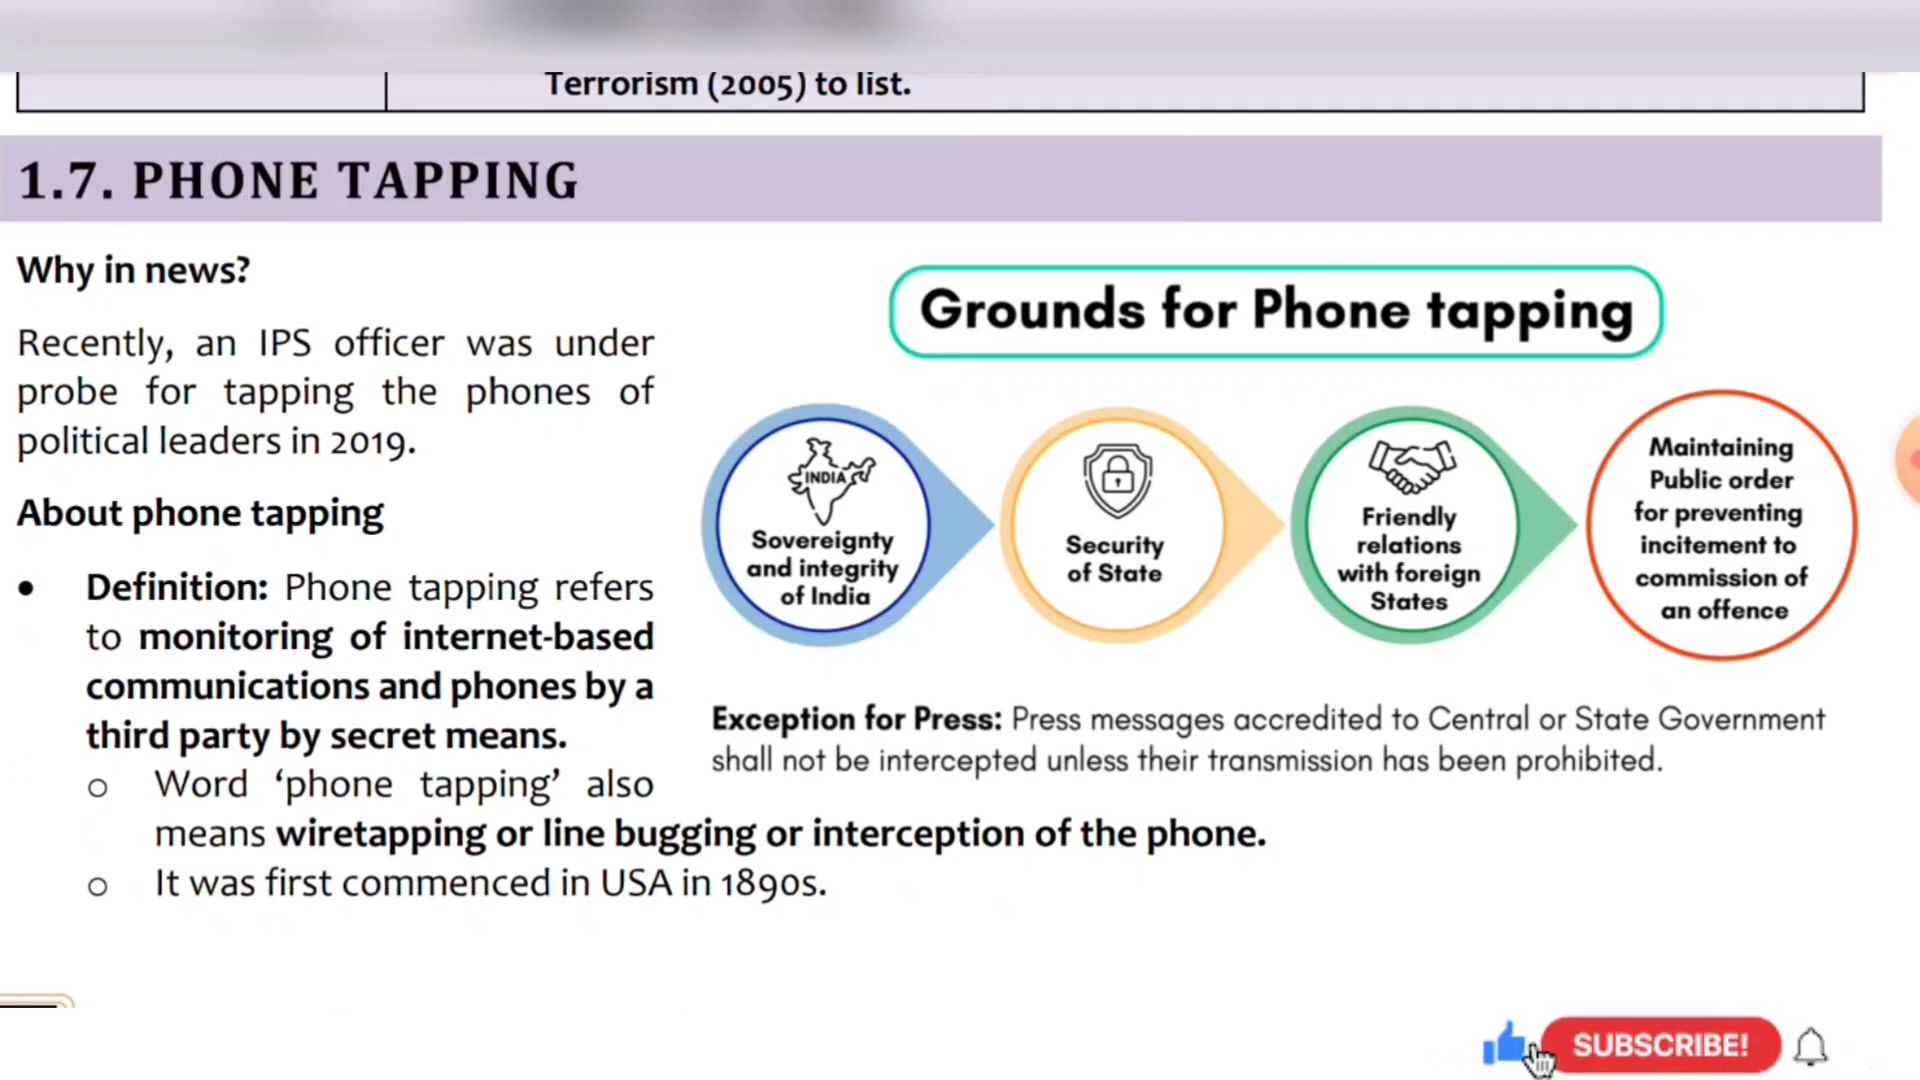 Terrorism (2005) to list.
1.7. PHONE TAPPING
Why in news?
Recently, an IPS officer was under
probe for tapping the phones of
political leaders in 2019.
About phone tapping
• Definition: Phone tapping refers
to monitoring of internet-based
communications and phones by a
third party by secret means.
o Word ‘phone tapping’ also
means wiretapping or line bugging or interception of the phone.
o It was first commenced in USA in 1890s.
Grounds for Phone tapping
INDIA
Sovereignty
and integrity
of India
Security
of State
Friendly
relations
with foreign
States
Maintaining
Public order
for preventing
incitement to
commission of
an offence
Exception for Press: Press messages accredited to Central or State Government
shall not be intercepted unless their transmission has been prohibited.
SUBSCRIBE!